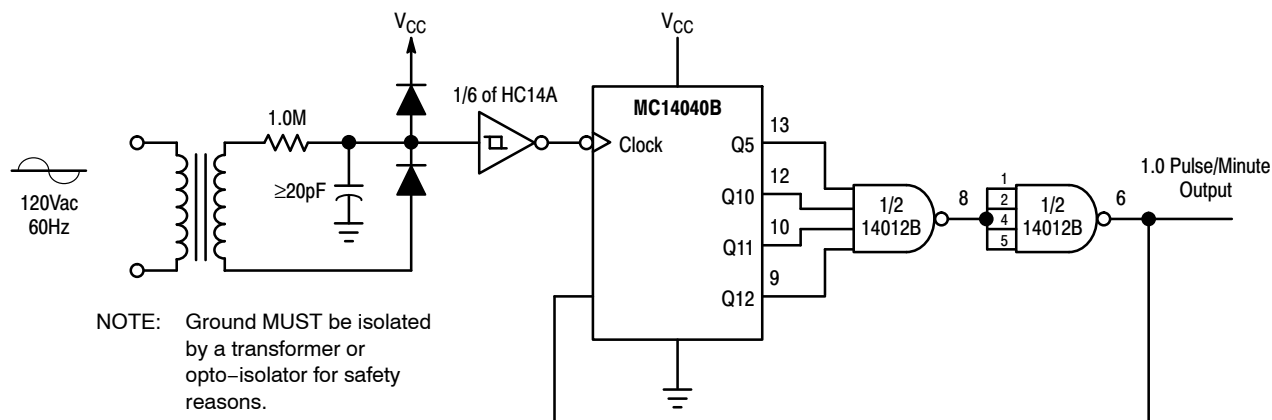 V_CC
V_CC
1/6 of HC14A
1.0M
≥20pF
120Vac
60Hz
MC14040B
Clock
Q5
Q10
Q11
Q12
13
12
10
9
1/2
14012B
8
1
2
4
5
1/2
14012B
6
1.0 Pulse/Minute
Output
NOTE: Ground MUST be isolated
by a transformer or
opto−isolator for safety
reasons.